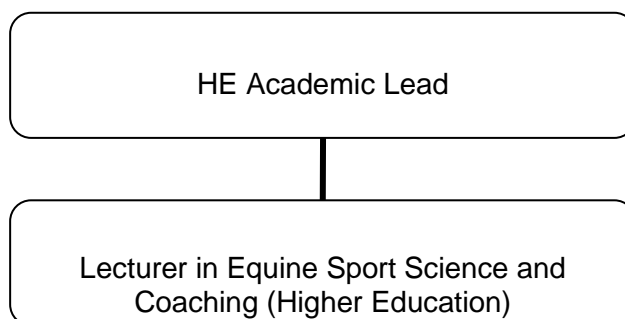 HE Academic Lead
Lecturer in Equine Sport Science and
Coaching (Higher Education)